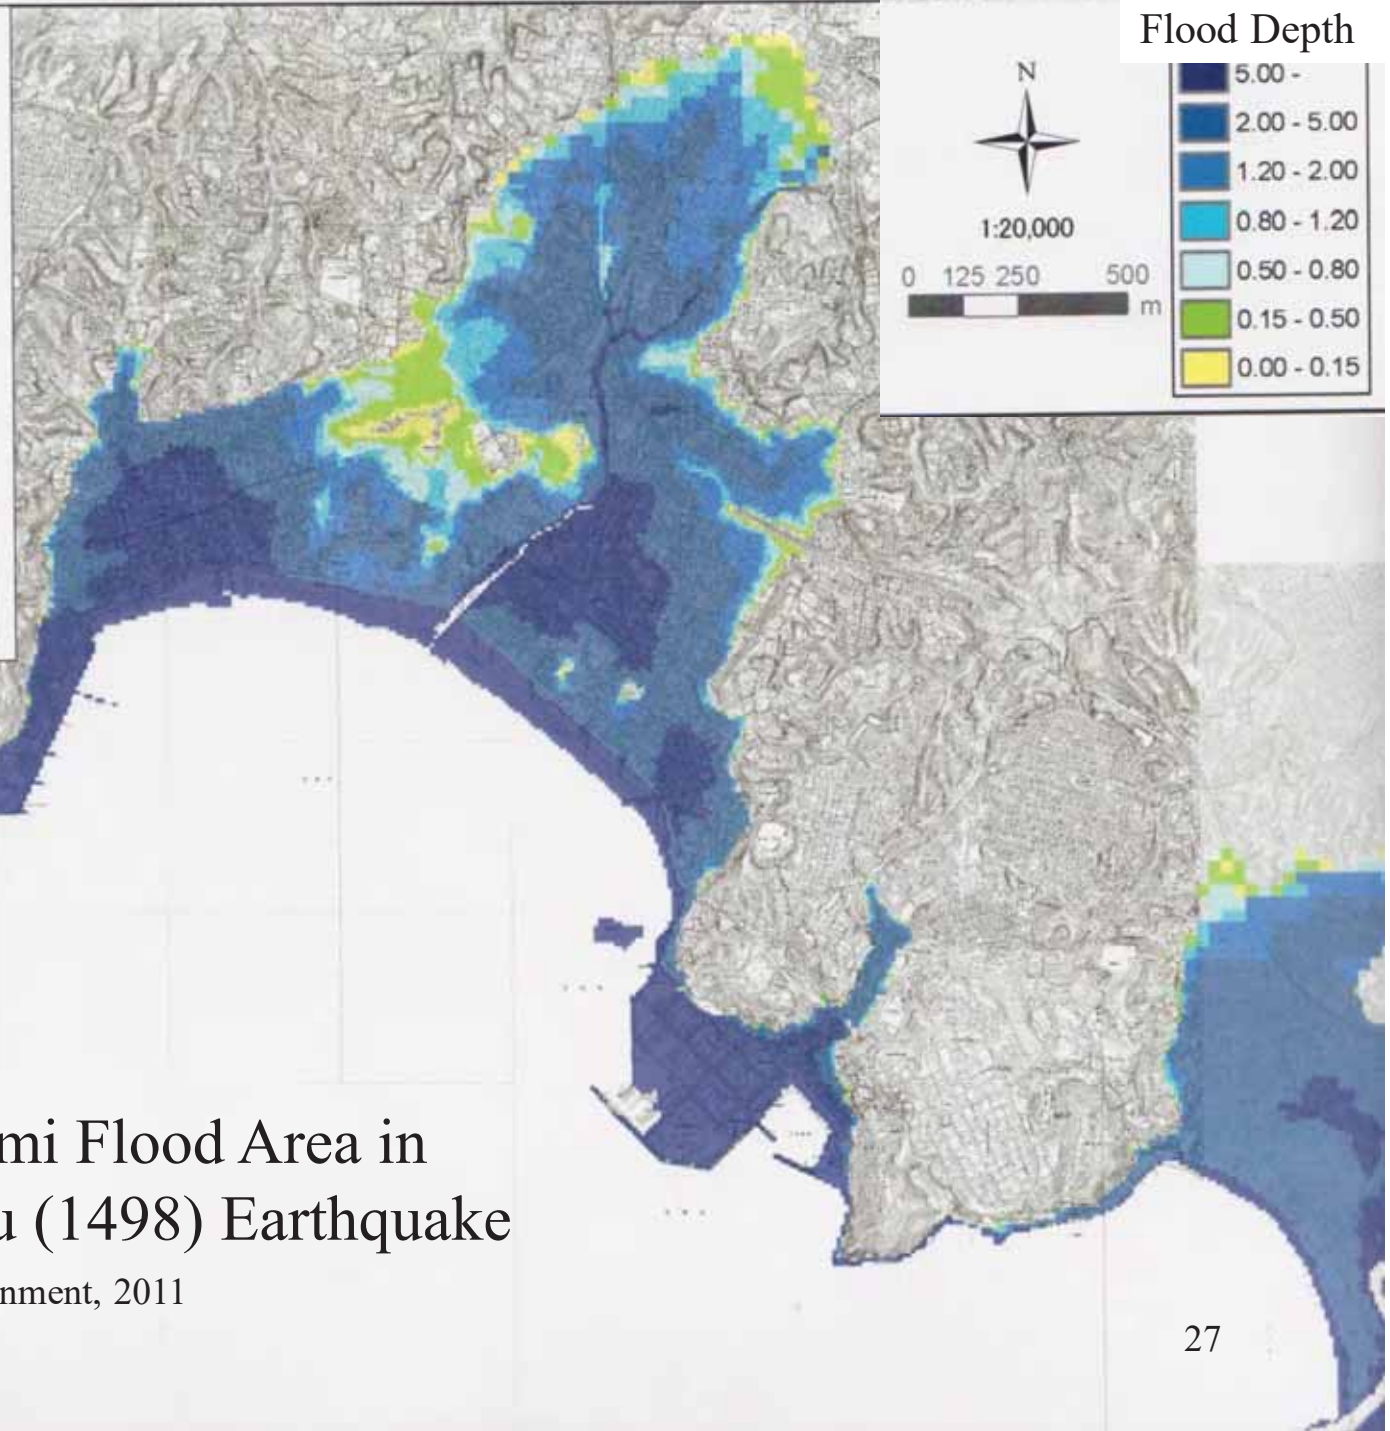 Flood Depth
N
1:20,000
0 125 250 500
m
5.00 -
2.00 - 5.00
1.20 - 2.00
0.80 - 1.20
0.50 - 0.80
0.15 - 0.50
0.00 - 0.15
mi Flood Area in
u (1498) Earthquake
nment, 2011
27